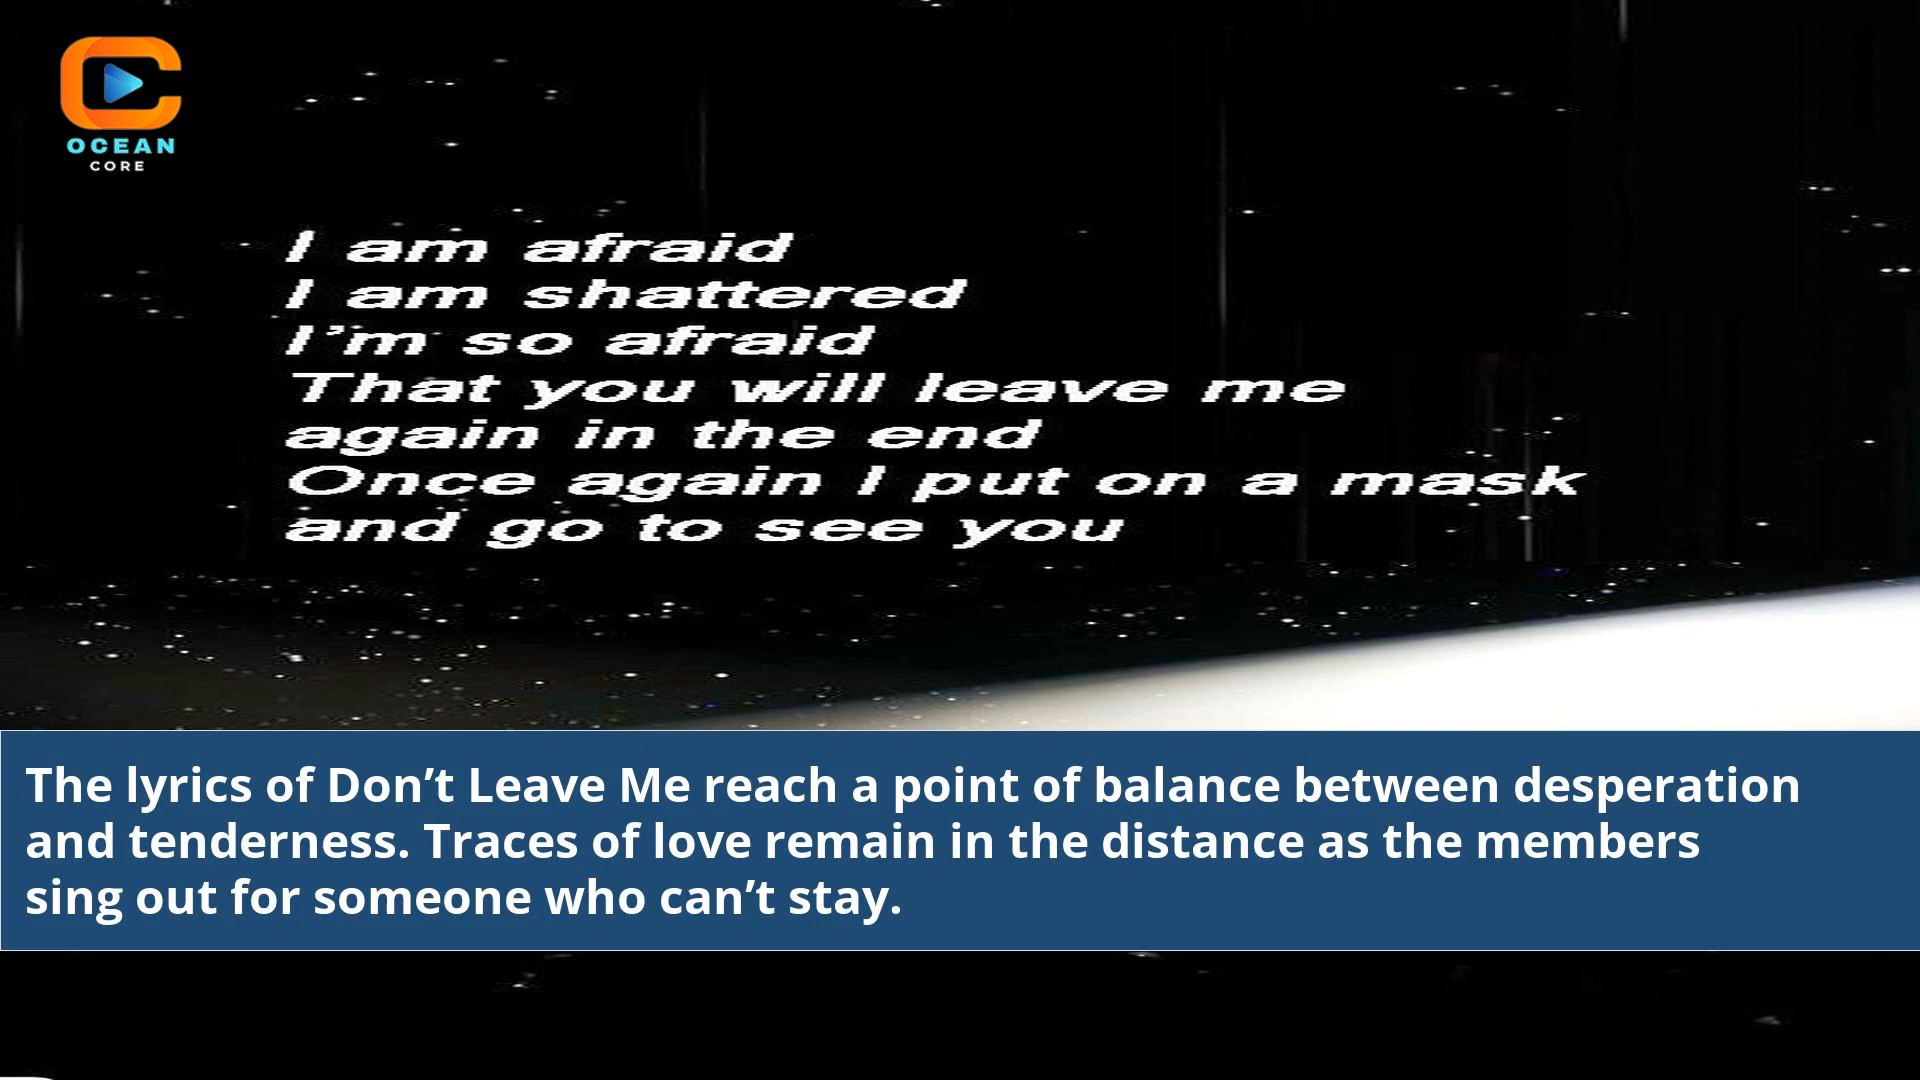 OCEAN
CORE
I am afraid
I am shattered
I'm so afraid
That you will leave me
again in the end
Once again I put on a mask
and go to see you
The lyrics of Don’t Leave Me reach a point of balance between desperation
and tenderness. Traces of love remain in the distance as the members
sing out for someone who can’t stay.